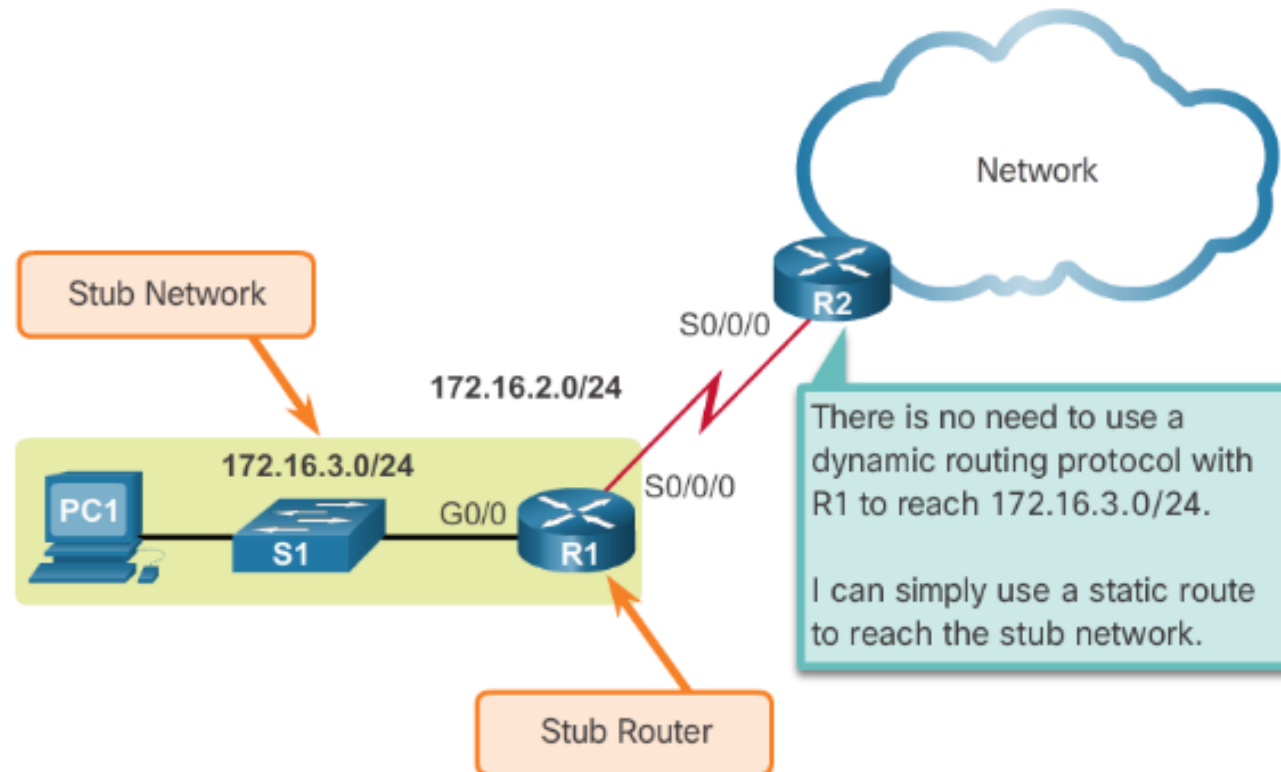 Network
Stub Network
R2
S0/0/0
172.16.2.0/24
There is no need to use a
dynamic routing protocol with
R1 to reach 172.16.3.0/24.
I can simply use a static route
to reach the stub network.
172.16.3.0/24
S0/0/0
PC1
G0/0
S1
R1
Stub Router